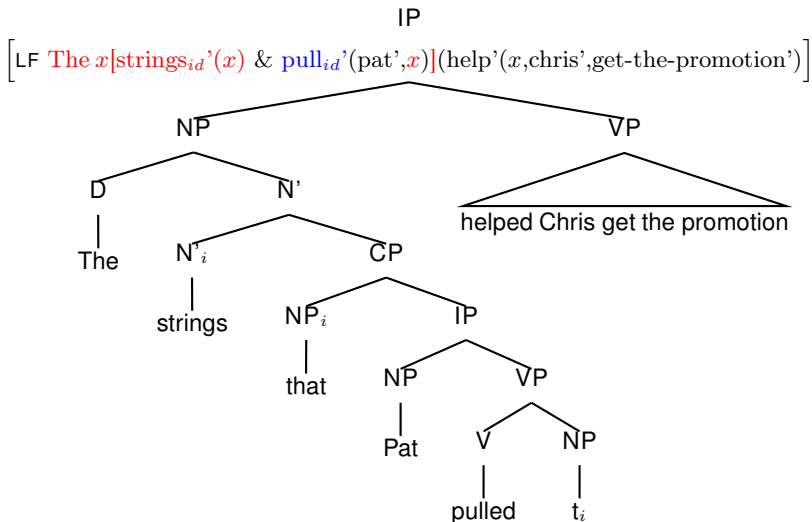 IP
[LF The x[strings_id'(x) & pull_id'(pat',x)](help'(x,chris',get-the-promotion')]
NP VP
D N'
The N'_i CP helped Chris get the promotion
strings NP_i IP
that NP VP
Pat V NP
pulled t_i